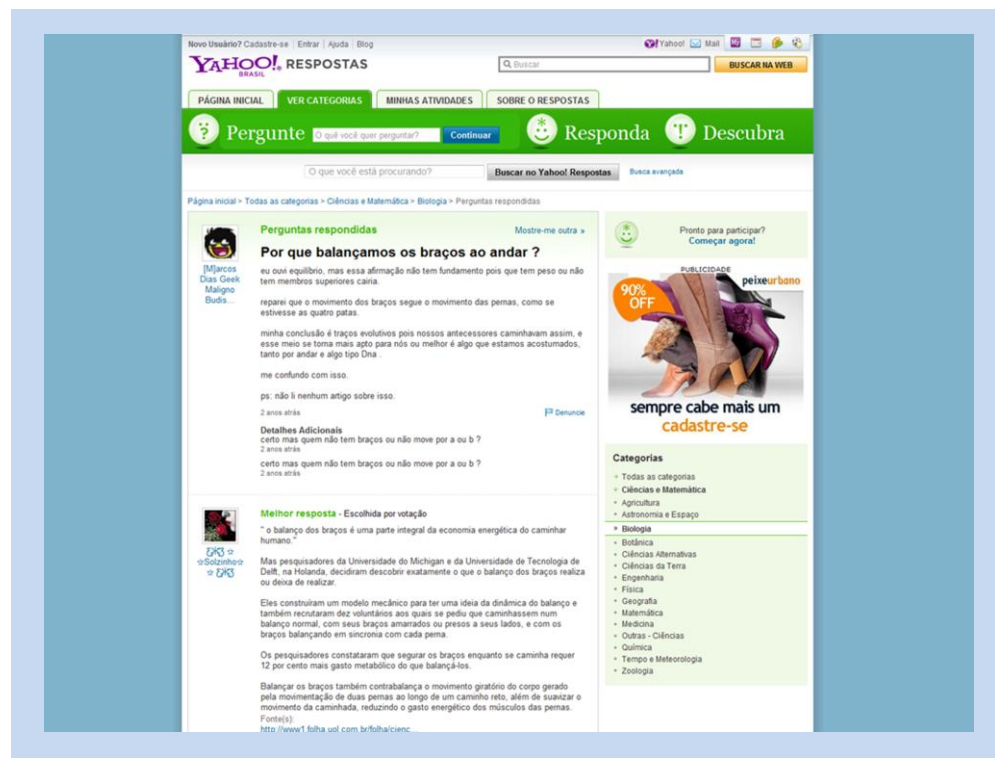 Novo Usuário? Cadastre-se Entrar Ajuda Blog
Yahoo! Mail
YAHOO! RESPOSTAS
BRASIL
Buscar
BUSCAR NA WEB
PÁGINA INICIAL VER CATEGORIAS MINHAS ATIVIDADES SOBRE O RESPOSTAS
Pergunte O quê você quer perguntar? Continuar Responda Descubra
O que você está procurando? Buscar no Yahoo! Respostas Busca avançada
Página inicial > Todas as categorias > Ciências e Matemática > Biologia > Perguntas respondidas
[M]arcos
Dias Geek
Maligno
Budis...
Perguntas respondidas Mostre-me outra »
Por que balançamos os braços ao andar ?
eu ouvi equilíbrio, mas essa afirmação não tem fundamento pois que tem peso ou não
tem membros superiores cairia.
reparei que o movimento dos braços segue o movimento das pernas, como se
estivesse as quatro patas.
minha conclusão é traços evolutivos pois nossos antecessores caminhavam assim, e
esse meio se torna mais apto para nós ou melhor é algo que estamos acostumados,
tanto por andar e algo tipo Dna .
me confundo com isso.
ps: não li nenhum artigo sobre isso.
2 anos atrás Denuncie
Detalhes Adicionais
certo mas quem não tem braços ou não move por a ou b ?
2 anos atrás
certo mas quem não tem braços ou não move por a ou b ?
2 anos atrás
☆Solzinho☆
Melhor resposta - Escolhida por votação
" o balanço dos braços é uma parte integral da economia energética do caminhar
humano."
Mas pesquisadores da Universidade do Michigan e da Universidade de Tecnologia de
Delft, na Holanda, decidiram descobrir exatamente o que o balanço dos braços realiza
ou deixa de realizar.
Eles construíram um modelo mecânico para ter uma ideia da dinâmica do balanço e
também recrutaram dez voluntários aos quais se pediu que caminhassem num
balanço normal, com seus braços amarrados ou presos a seus lados, e com os
braços balançando em sincronia com cada perna.
Os pesquisadores constataram que segurar os braços enquanto se caminha requer
12 por cento mais gasto metabólico do que balançá-los.
Balançar os braços também contrabalança o movimento giratório do corpo gerado
pela movimentação de duas pernas ao longo de um caminho reto, além de suavizar o
movimento da caminhada, reduzindo o gasto energético dos músculos das pernas.
Fonte(s):
http://www1.folha.uol.com.br/folha/cienc...
Pronto para participar?
Começar agora!
PUBLICIDADE
peixeurbano
90%
OFF
sempre cabe mais um
cadastre-se
Categorias
Todas as categorias
Ciências e Matemática
Agricultura
Astronomia e Espaço
Biologia
Botânica
Ciências Alternativas
Ciências da Terra
Engenharia
Física
Geografia
Matemática
Medicina
Outras - Ciências
Química
Tempo e Meteorologia
Zoologia